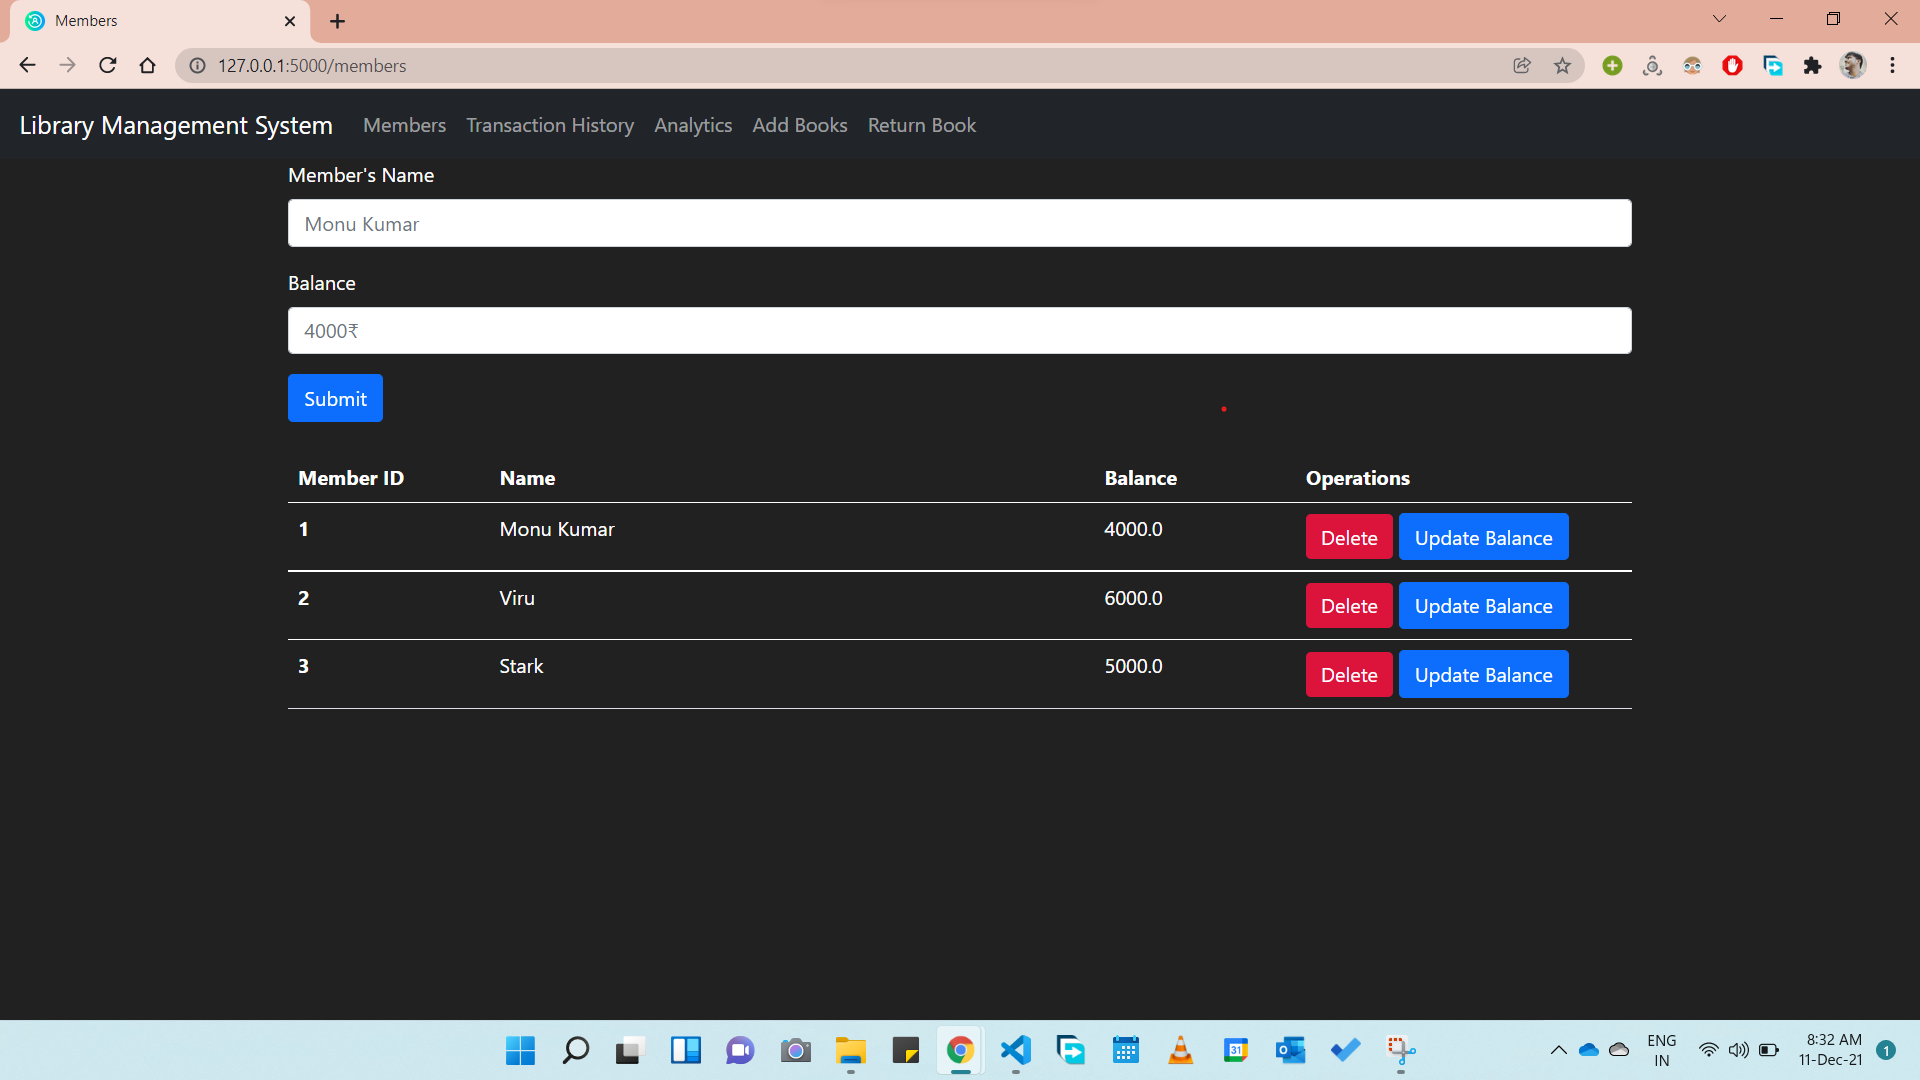 Members
127.0.0.1:5000/members
Library Management System Members Transaction History Analytics Add Books Return Book
Member's Name
Monu Kumar
Balance
4000₹
Submit
Member ID Name Balance Operations
1 Monu Kumar 4000.0 Delete Update Balance
2 Viru 6000.0 Delete Update Balance
3 Stark 5000.0 Delete Update Balance
31
ENG
IN
8:32 AM
11-Dec-21
1